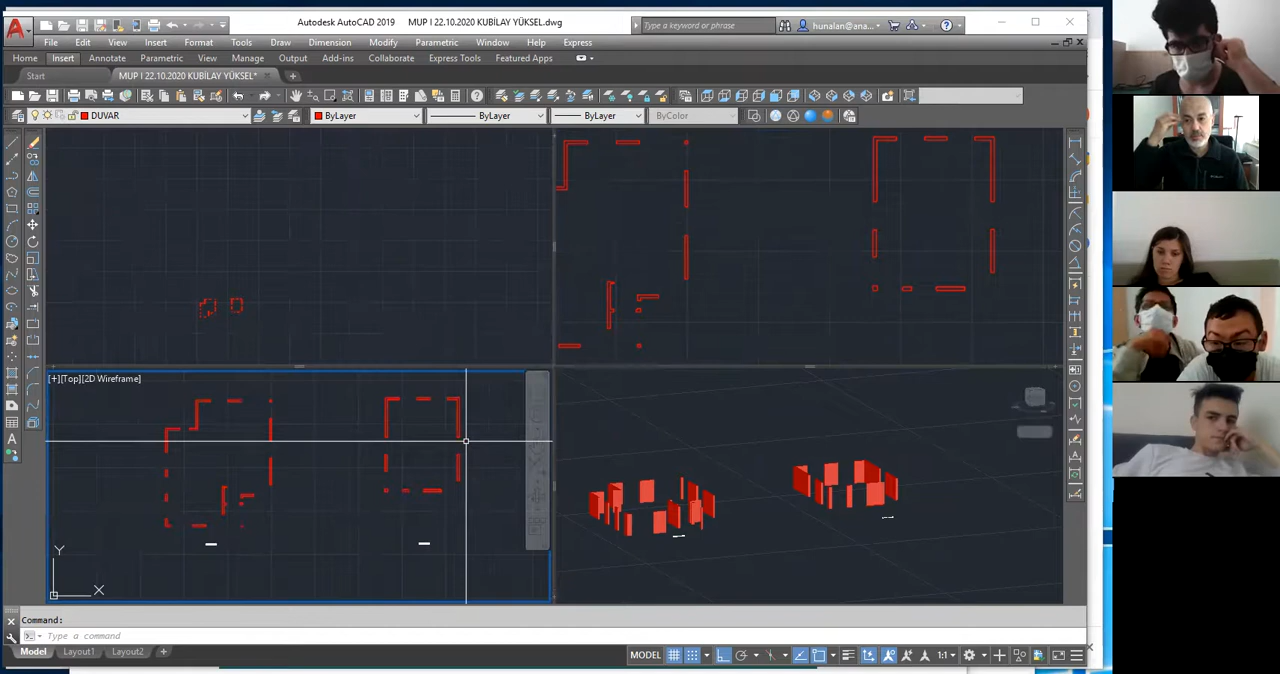 Autodesk AutoCAD 2019 MUP I 22.10.2020 KUBİLAY YÜKSEL.dwg
Type a keyword or phrase
hunalan@ana...
File Edit View Insert Format Tools Draw Dimension Modify Parametric Window Help Express
Home Insert Annotate Parametric View Manage Output Add-ins Collaborate Express Tools Featured Apps
Start MUP I 22.10.2020 KUBİLAY YÜKSEL*
DUVAR ByLayer ByLayer ByLayer ByColor
[+][Top][2D Wireframe]
Y
X
Command:
Type a command
Model Layout1 Layout2
MODEL 1:1